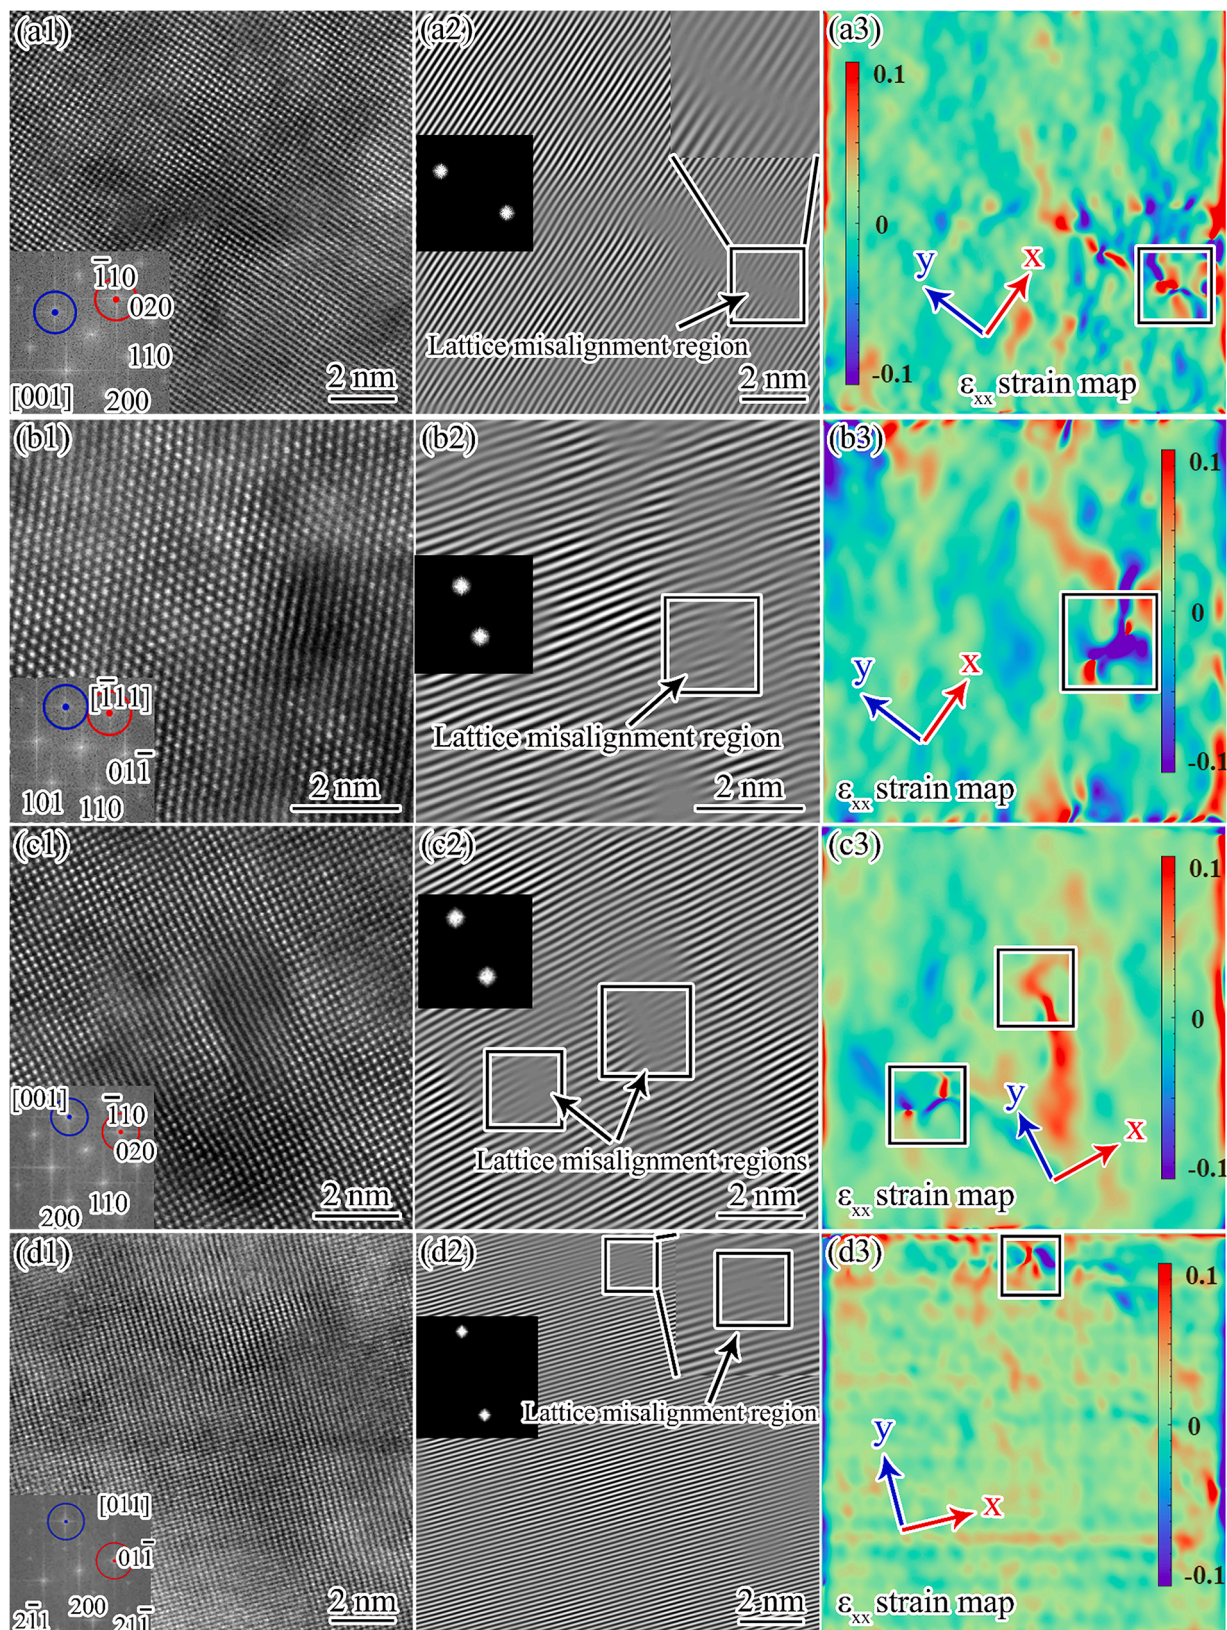 (a1)
1̅10
020
110
[001]
200
2 nm
(a2)
Lattice misalignment region
2 nm
(a3)
0.1
0
-0.1
y
x
εxx strain map
(b1)
[1̅11]
011̅
101
110
2 nm
(b2)
Lattice misalignment region
2 nm
(b3)
0.1
0
-0.1
y
x
εxx strain map
(c1)
[001]
1̅10
020
110
200
2 nm
(c2)
Lattice misalignment regions
2 nm
(c3)
0.1
0
-0.1
y
x
εxx strain map
(d1)
[011]
011̅
200
21̅1
211̅
2 nm
(d2)
Lattice misalignment region
2 nm
(d3)
0.1
0
-0.1
y
x
εxx strain map